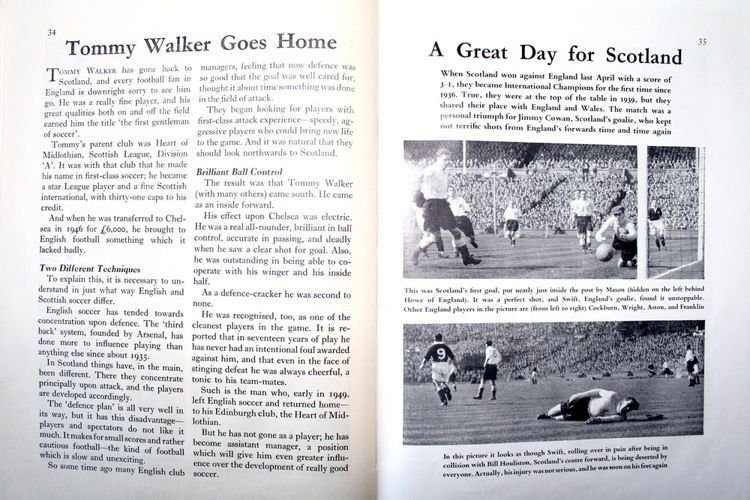 34
Tommy Walker Goes Home
TOMMY WALKER has gone back to
Scotland, and every football fan in
England is downright sorry to see him
go. He was a really fine player, and his
great qualities both on and off the field
earned him the title 'the first gentleman
of soccer'.
Tommy's parent club was Heart of
Midlothian, Scottish League, Division
'A'. It was with that club that he made
his name in first-class soccer; he became
a star League player and a fine Scottish
international, with thirty-one caps to his
credit.
And when he was transferred to Chel-
sea in 1946 for £6,000, he brought to
English football something which it
lacked badly.
Two Different Techniques
To explain this, it is necessary to un-
derstand in just what way English and
Scottish soccer differ.
English soccer has tended towards
concentration upon defence. The 'third
back' system, founded by Arsenal, has
done more to influence playing than
anything else since about 1935.
In Scotland things have, in the main,
been different. There they concentrate
principally upon attack, and the players
are developed accordingly.
The 'defence plan' is all very well in
its way, but it has this disadvantage—
players and spectators do not like it
much. It makes for small scores and rather
cautious football—the kind of football
which is slow and unexciting.
So some time ago many English club
managers, feeling that now defence was
so good that the goal was well cared for,
thought it about time something was done
in the field of attack.
They began looking for players with
first-class attack experience—speedy, ag-
gressive players who could bring new life
to the game. And it was natural that they
should look northwards to Scotland.
Brilliant Ball Control
The result was that Tommy Walker
(with many others) came south. He came
as an inside forward.
His effect upon Chelsea was electric.
He was a real all-rounder, brilliant in ball
control, accurate in passing, and deadly
when he saw a clear shot for goal. Also,
he was outstanding in being able to co-
operate with his winger and his inside
half.
As a defence-cracker he was second to
none.
He was recognised, too, as one of the
cleanest players in the game. It is re-
ported that in seventeen years of play he
has never had an intentional foul awarded
against him, and that even in the face of
stinging defeat he was always cheerful, a
tonic to his team-mates.
Such is the man who, early in 1949,
left English soccer and returned home—
to his Edinburgh club, the Heart of Mid-
lothian.
But he has not gone as a player; he has
become assistant manager, a position
which will give him even greater influ-
ence over the development of really good
soccer.
35
A Great Day for Scotland
When Scotland won against England last April with a score of
3-1, they became International Champions for the first time since
1936. True, they were at the top of the table in 1939, but they
shared their place with England and Wales. The match was a
personal triumph for Jimmy Cowan, Scotland's goalie, who kept
out terrific shots from England's forwards time and time again
This was Scotland's first goal, put neatly just inside the post by Mason (hidden on the left behind
Howe of England). It was a perfect shot, and Swift, England's goalie, found it unstoppable.
Other England players in the picture are (from left to right) Cockburn, Wright, Aston, and Franklin
9
In this picture it looks as though Swift, rolling over in pain after being in
collision with Bill Houliston, Scotland's centre forward, is being deserted by
everyone. Actually, his injury was not serious, and he was soon on his feet again